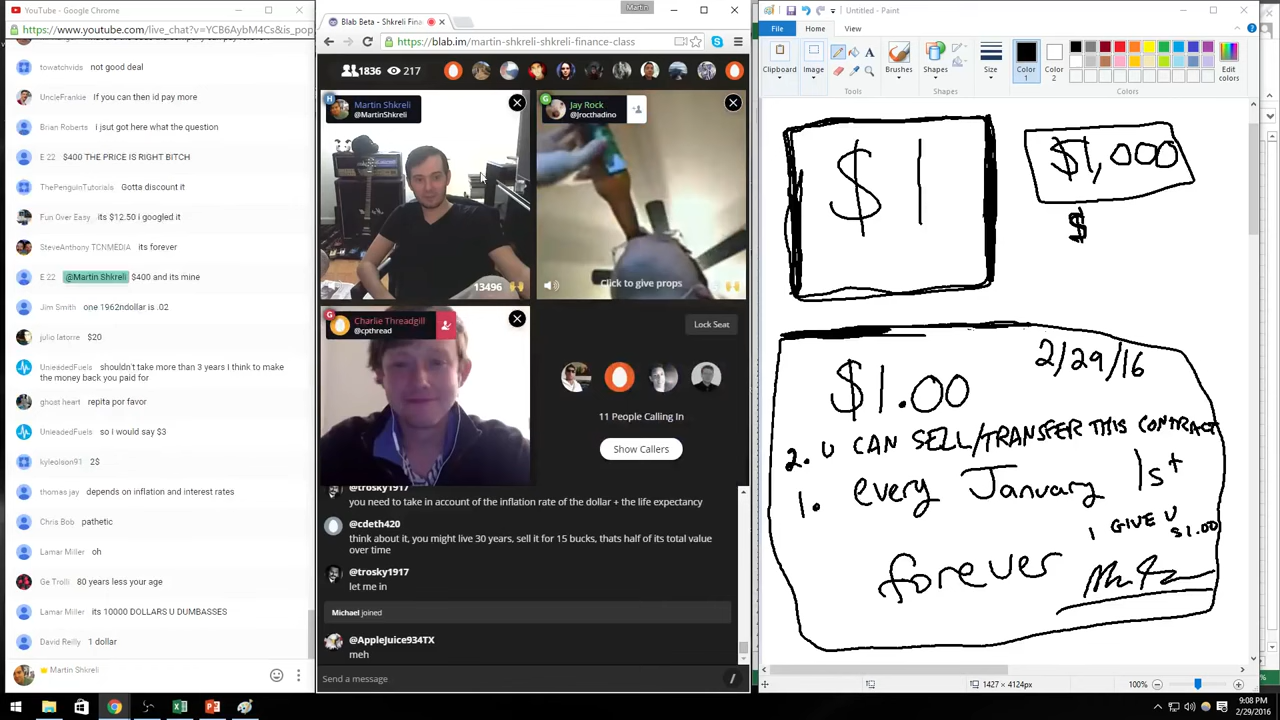 YouTube - Google Chrome
https://www.youtube.com/live_chat?v=YCB6AybM4Cs&is_pop
towatchvids not good deal
UncleFrankie If you can then id pay more
Brian Roberts i jsut got here what the question
E 22 $400 THE PRICE IS RIGHT BITCH
ThePenguinTutorials Gotta discount it
Fun Over Easy its $12.50 i googled it
SteveAnthony TCNMEDIA its forever
E 22 @Martin Shkreli $400 and its mine
Jim Smith one 1962ndollar is .02
julia latorre $20
UnieadedFuels shouldn't take more than 3 years I think to
make the money back you paid for
ghost heart repita por favor
UnieadedFuels so I would say $3
kyleolson91 2$
thomas jay depends on inflation and interest rates
Chris Bob pathetic
Lamar Miller oh
Ge Trolli 80 years less your age
Lamar Miller its 10000 DOLLARS U DUMBASSES
David Reilly 1 dollar
Martin Shkreli
Martin
Blab Beta - Shkreli Fina
https://blab.im/martin-shkreli-shkreli-finance-class
1836 217
H Martin Shkreli
@MartinShkreli
13496
G Jay Rock
@Jrocthadino
Click to give props
G Charlie Threadgill
@cpthread
Lock Seat
11 People Calling In
Show Callers
@trosky1917
you need to take in account of the inflation rate of the dollar + the life expectancy
@cdeth420
think about it, you might live 30 years, sell it for 15 bucks, thats half of its total value
over time
@trosky1917
let me in
Michael joined
@AppleJuice934TX
meh
Send a message
Untitled - Paint
File Home View
Clipboard
Image
Tools
Brushes
Shapes
Shapes
Size
Color
1
Color
2
Edit
colors
Colors
$1
$1,000
$
2/29/16
$1.00
2. U CAN SELL/TRANSFER THIS CONTRACT
1. every January 1st
I GIVE U
$1.00
forever
1427 × 4124px
100%
9:08 PM
2/29/2016